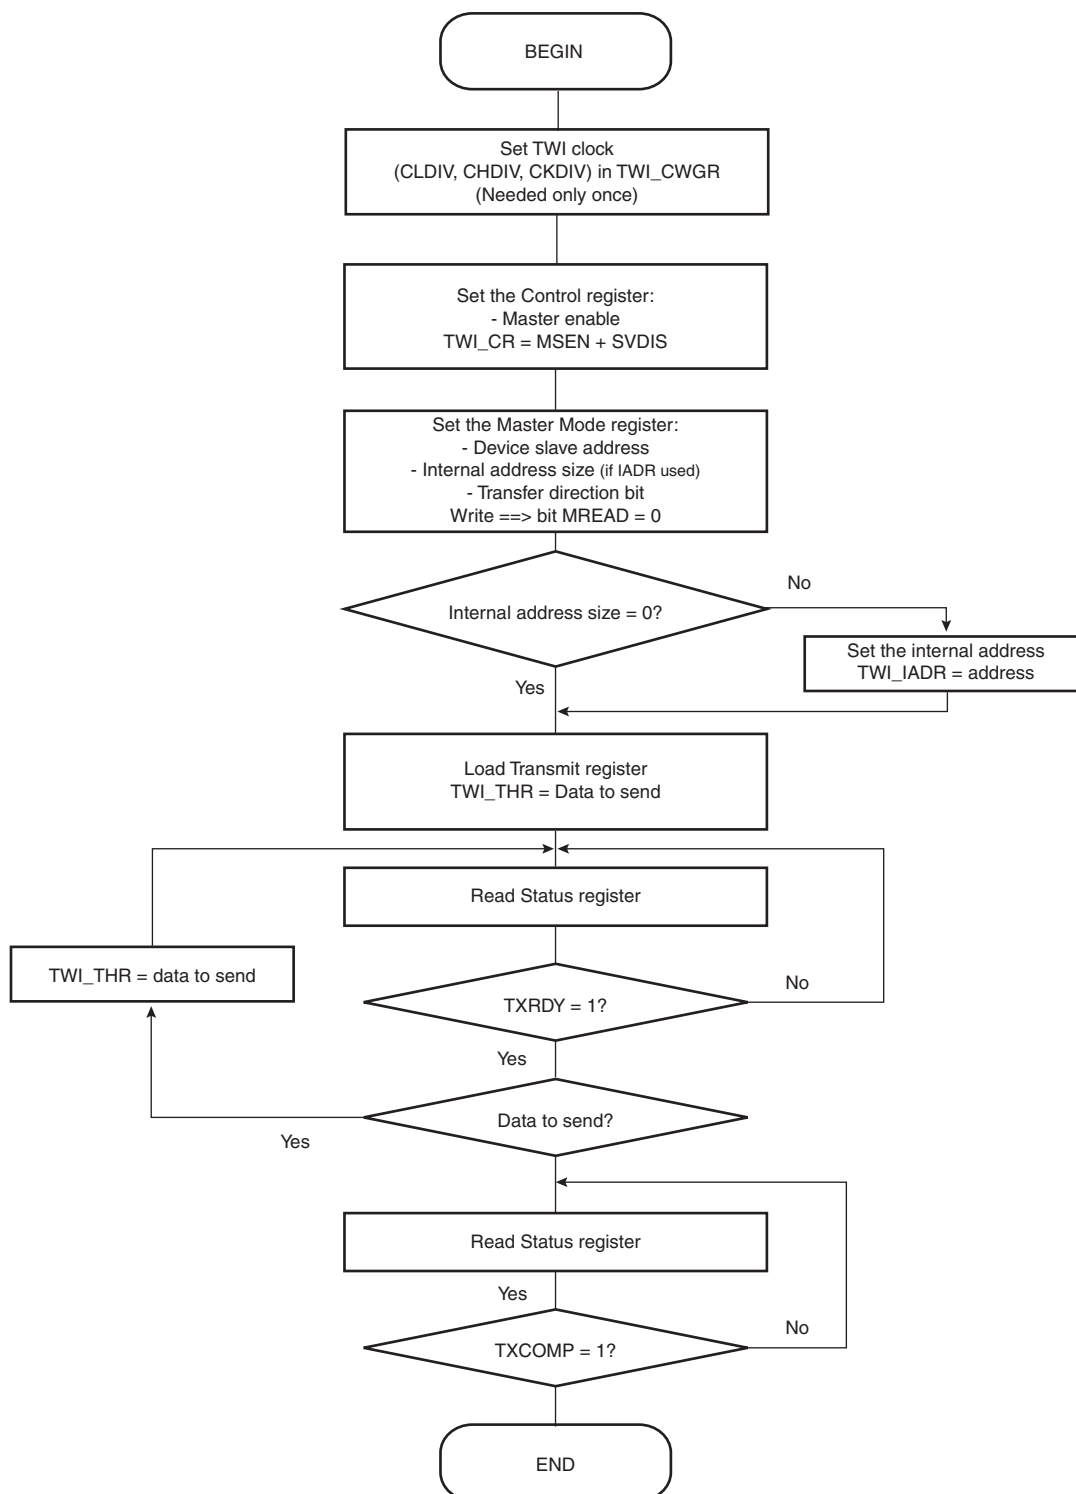 BEGIN
Set TWI clock
(CLDIV, CHDIV, CKDIV) in TWI_CWGR
(Needed only once)
Set the Control register:
- Master enable
TWI_CR = MSEN + SVDIS
Set the Master Mode register:
- Device slave address
- Internal address size (if IADR used)
- Transfer direction bit
Write ==> bit MREAD = 0
No
Internal address size = 0?
Set the internal address
TWI_IADR = address
Yes
Load Transmit register
TWI_THR = Data to send
Read Status register
TWI_THR = data to send
No
TXRDY = 1?
Yes
Data to send?
Yes
Read Status register
Yes
No
TXCOMP = 1?
END